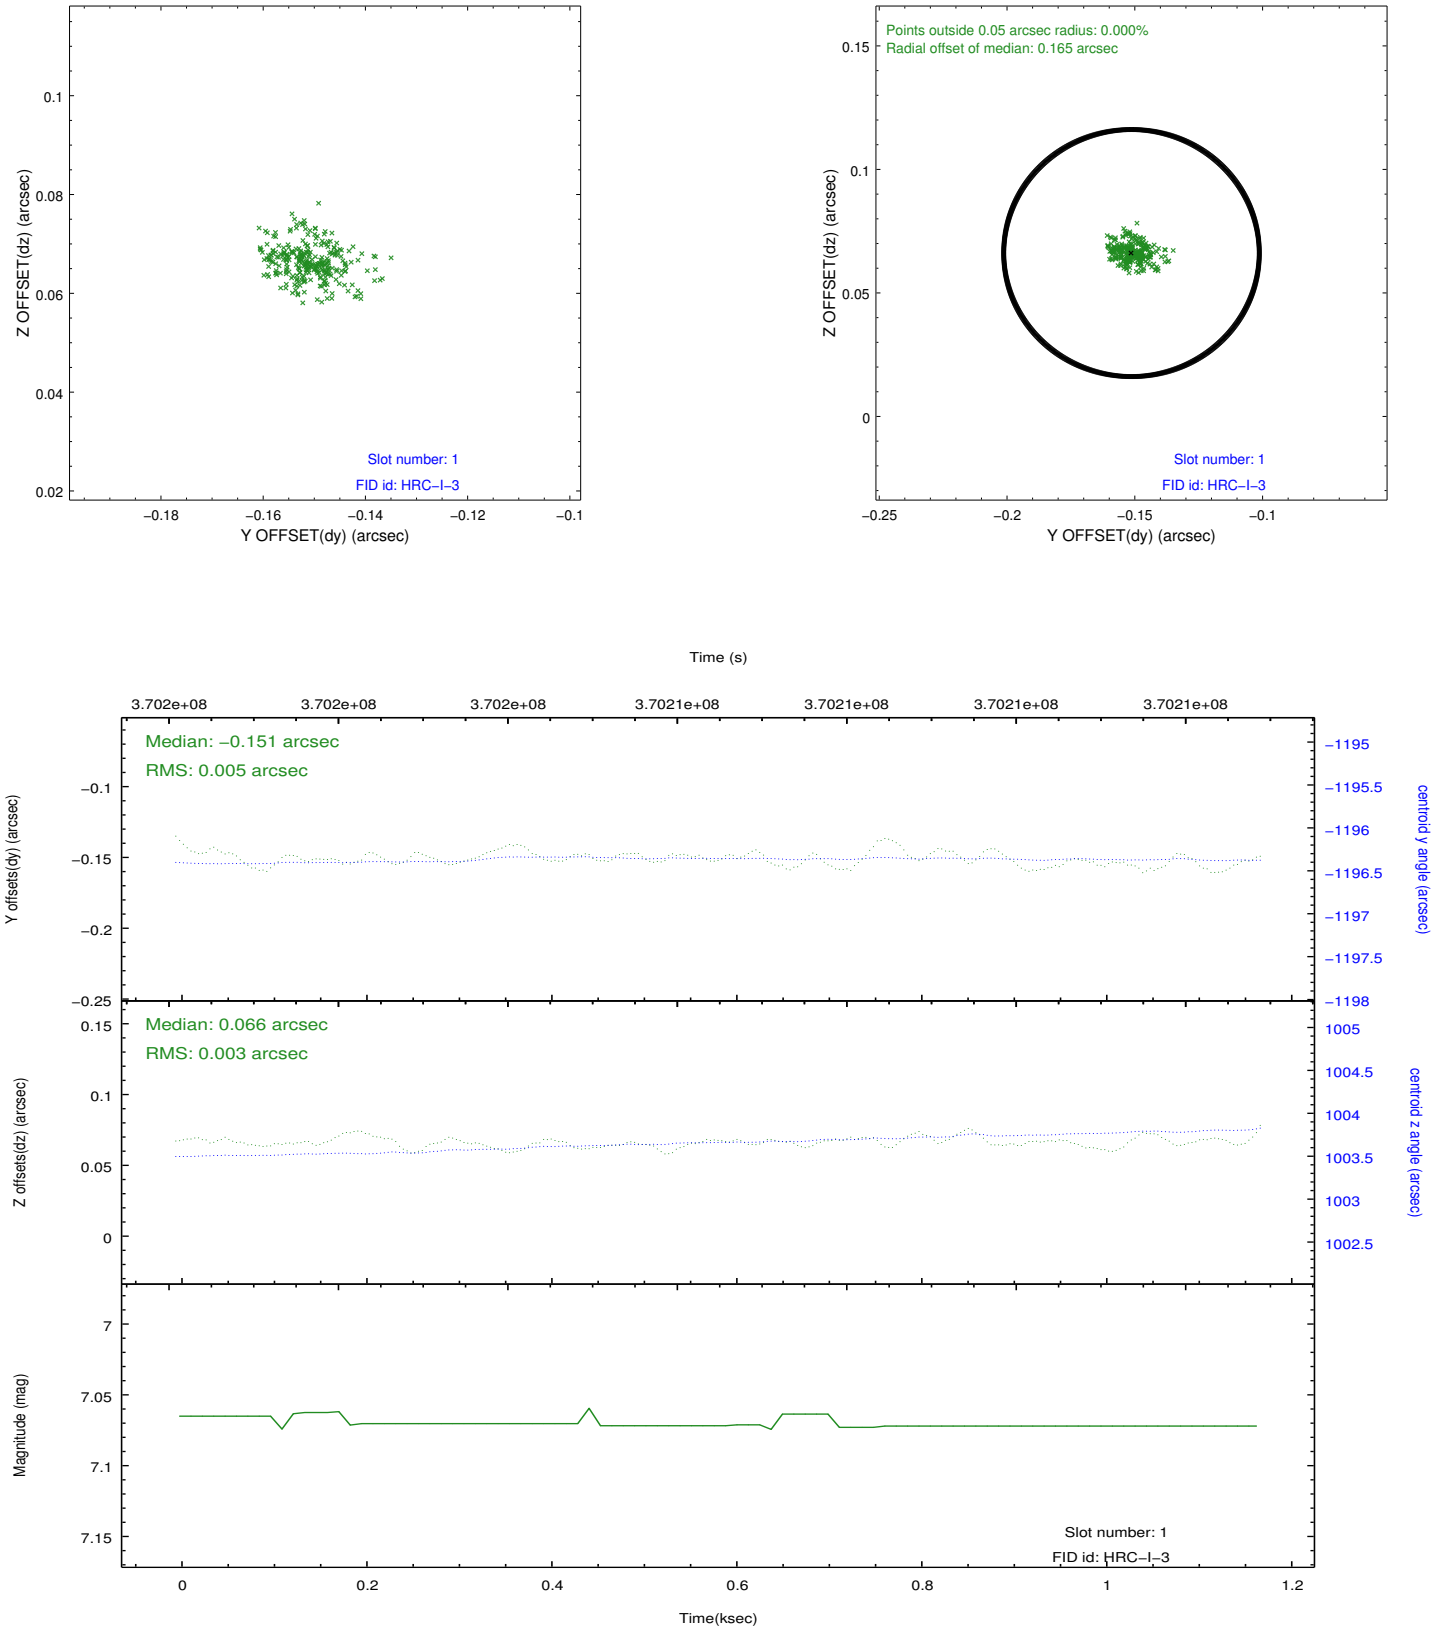 0.1
0.08
0.06
0.04
0.02
Z OFFSET(dz) (arcsec)
Slot number: 1
FID id: HRC−I−3
−0.18
−0.16
−0.14
−0.12
−0.1
Y OFFSET(dy) (arcsec)
Points outside 0.05 arcsec radius: 0.000%
Radial offset of median: 0.165 arcsec
0.15
0.1
0.05
0
Z OFFSET(dz) (arcsec)
Slot number: 1
FID id: HRC−I−3
−0.25
−0.2
−0.15
−0.1
Y OFFSET(dy) (arcsec)
Time (s)
3.702e+08
3.702e+08
3.702e+08
3.7021e+08
3.7021e+08
3.7021e+08
3.7021e+08
Median: −0.151 arcsec
RMS: 0.005 arcsec
−0.1
−0.15
−0.2
−0.25
Y offsets(dy) (arcsec)
−1195
−1195.5
−1196
−1196.5
−1197
−1197.5
−1198
centroid y angle (arcsec)
Median: 0.066 arcsec
RMS: 0.003 arcsec
0.15
0.1
0.05
0
Z offsets(dz) (arcsec)
1005
1004.5
1004
1003.5
1003
1002.5
centroid z angle (arcsec)
7
7.05
7.1
7.15
Magnitude (mag)
Slot number: 1
FID id: HRC−I−3
0
0.2
0.4
0.6
0.8
1
1.2
Time(ksec)